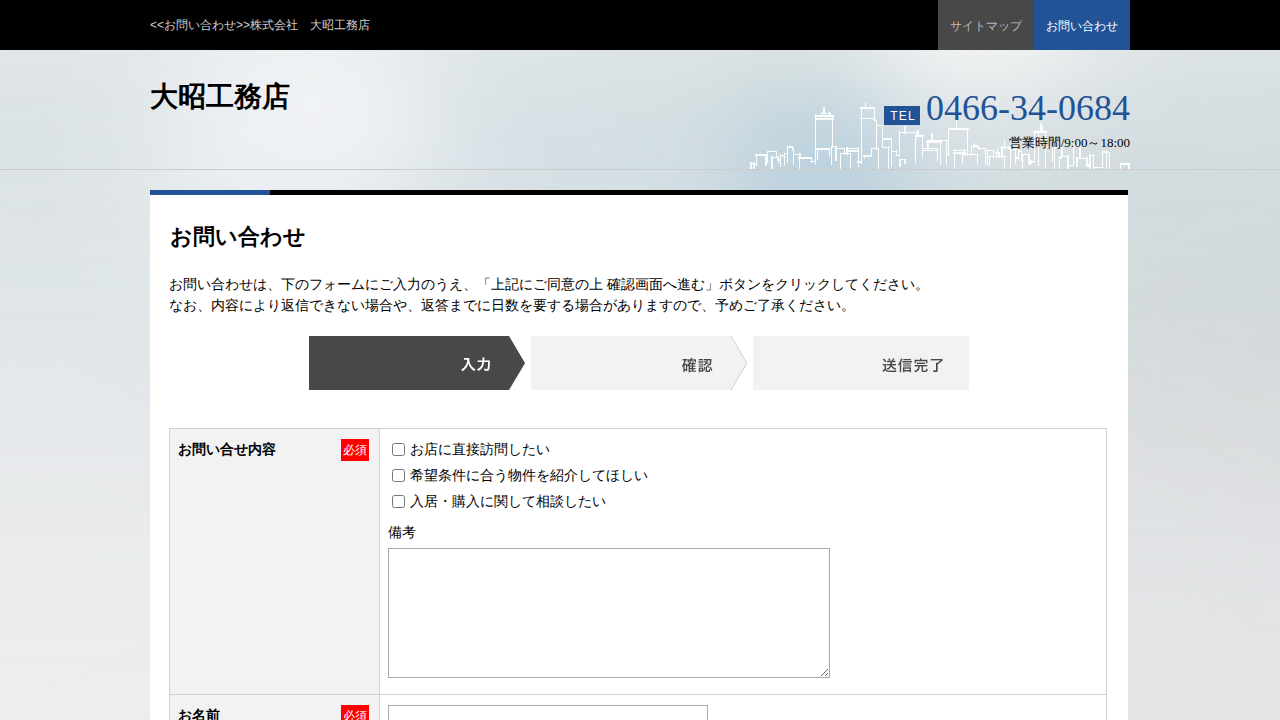 <<お問い合わせ>>株式会社　大昭工務店
サイトマップ
お問い合わせ
大昭工務店
TEL 0466-34-0684
営業時間/9:00～18:00
お問い合わせ
お問い合わせは、下のフォームにご入力のうえ、「上記にご同意の上 確認画面へ進む」ボタンをクリックしてください。
なお、内容により返信できない場合や、返答までに日数を要する場合がありますので、予めご了承ください。
入力
確認
送信完了
お問い合せ内容
必須
お店に直接訪問したい
希望条件に合う物件を紹介してほしい
入居・購入に関して相談したい
備考
お名前
必須